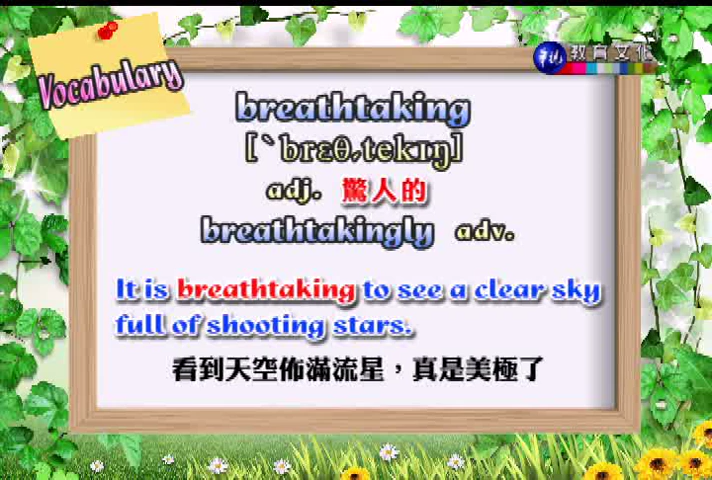 Vocabulary
華視 教育文化
breathtaking
[ˋbrɛθ͵tekɪŋ]
adj. 驚人的
breathtakingly adv.
It is breathtaking to see a clear sky
full of shooting stars.
看到天空佈滿流星，真是美極了